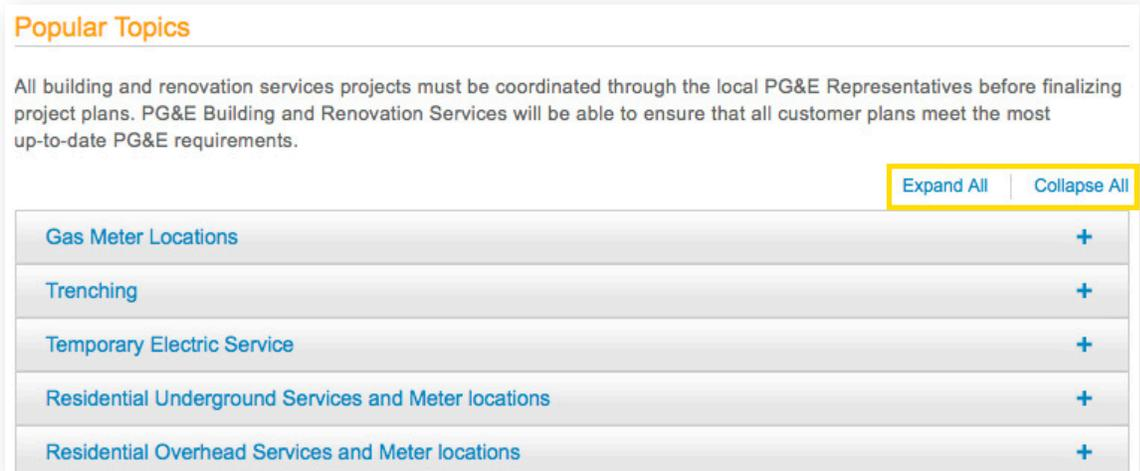 Popular Topics
All building and renovation services projects must be coordinated through the local PG&E Representatives before finalizing
project plans. PG&E Building and Renovation Services will be able to ensure that all customer plans meet the most
up-to-date PG&E requirements.
Expand All | Collapse All
Gas Meter Locations +
Trenching +
Temporary Electric Service +
Residential Underground Services and Meter locations +
Residential Overhead Services and Meter locations +